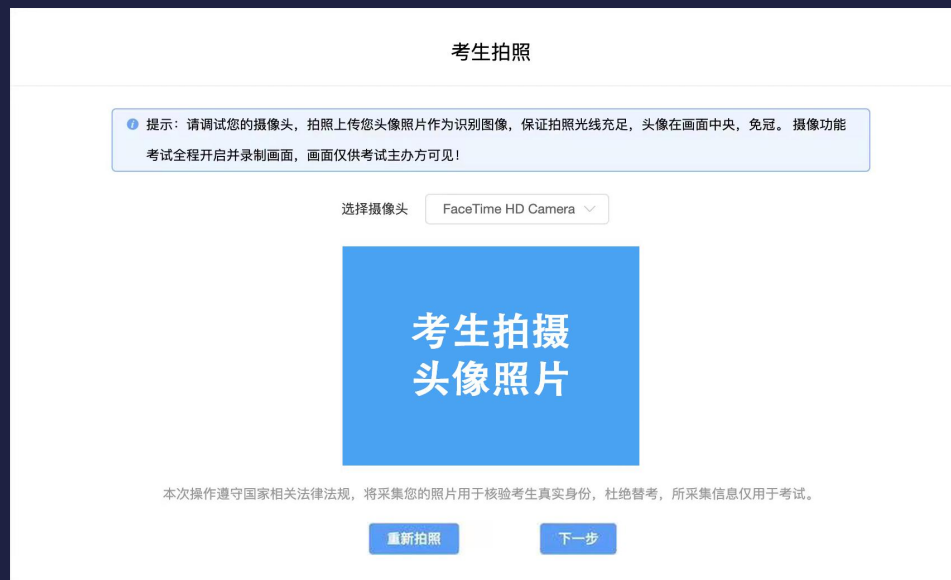 考生拍照
提示：请调试您的摄像头，拍照上传您头像照片作为识别图像，保证拍照光线充足，头像在画面中央，免冠。 摄像功能
考试全程开启并录制画面，画面仅供考试主办方可见！
选择摄像头 FaceTime HD Camera
考生拍摄
头像照片
本次操作遵守国家相关法律法规，将采集您的照片用于核验考生真实身份，杜绝替考，所采集信息仅用于考试。
重新拍照 下一步